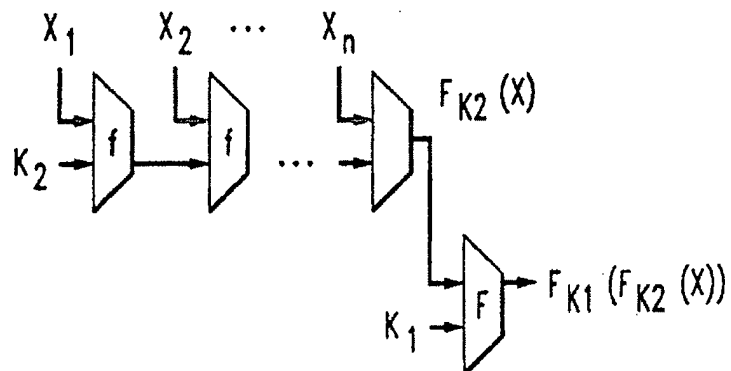 X1 X2 ... Xn
FK2 (X)
f f
K2 ...
F FK1 (FK2 (X))
K1